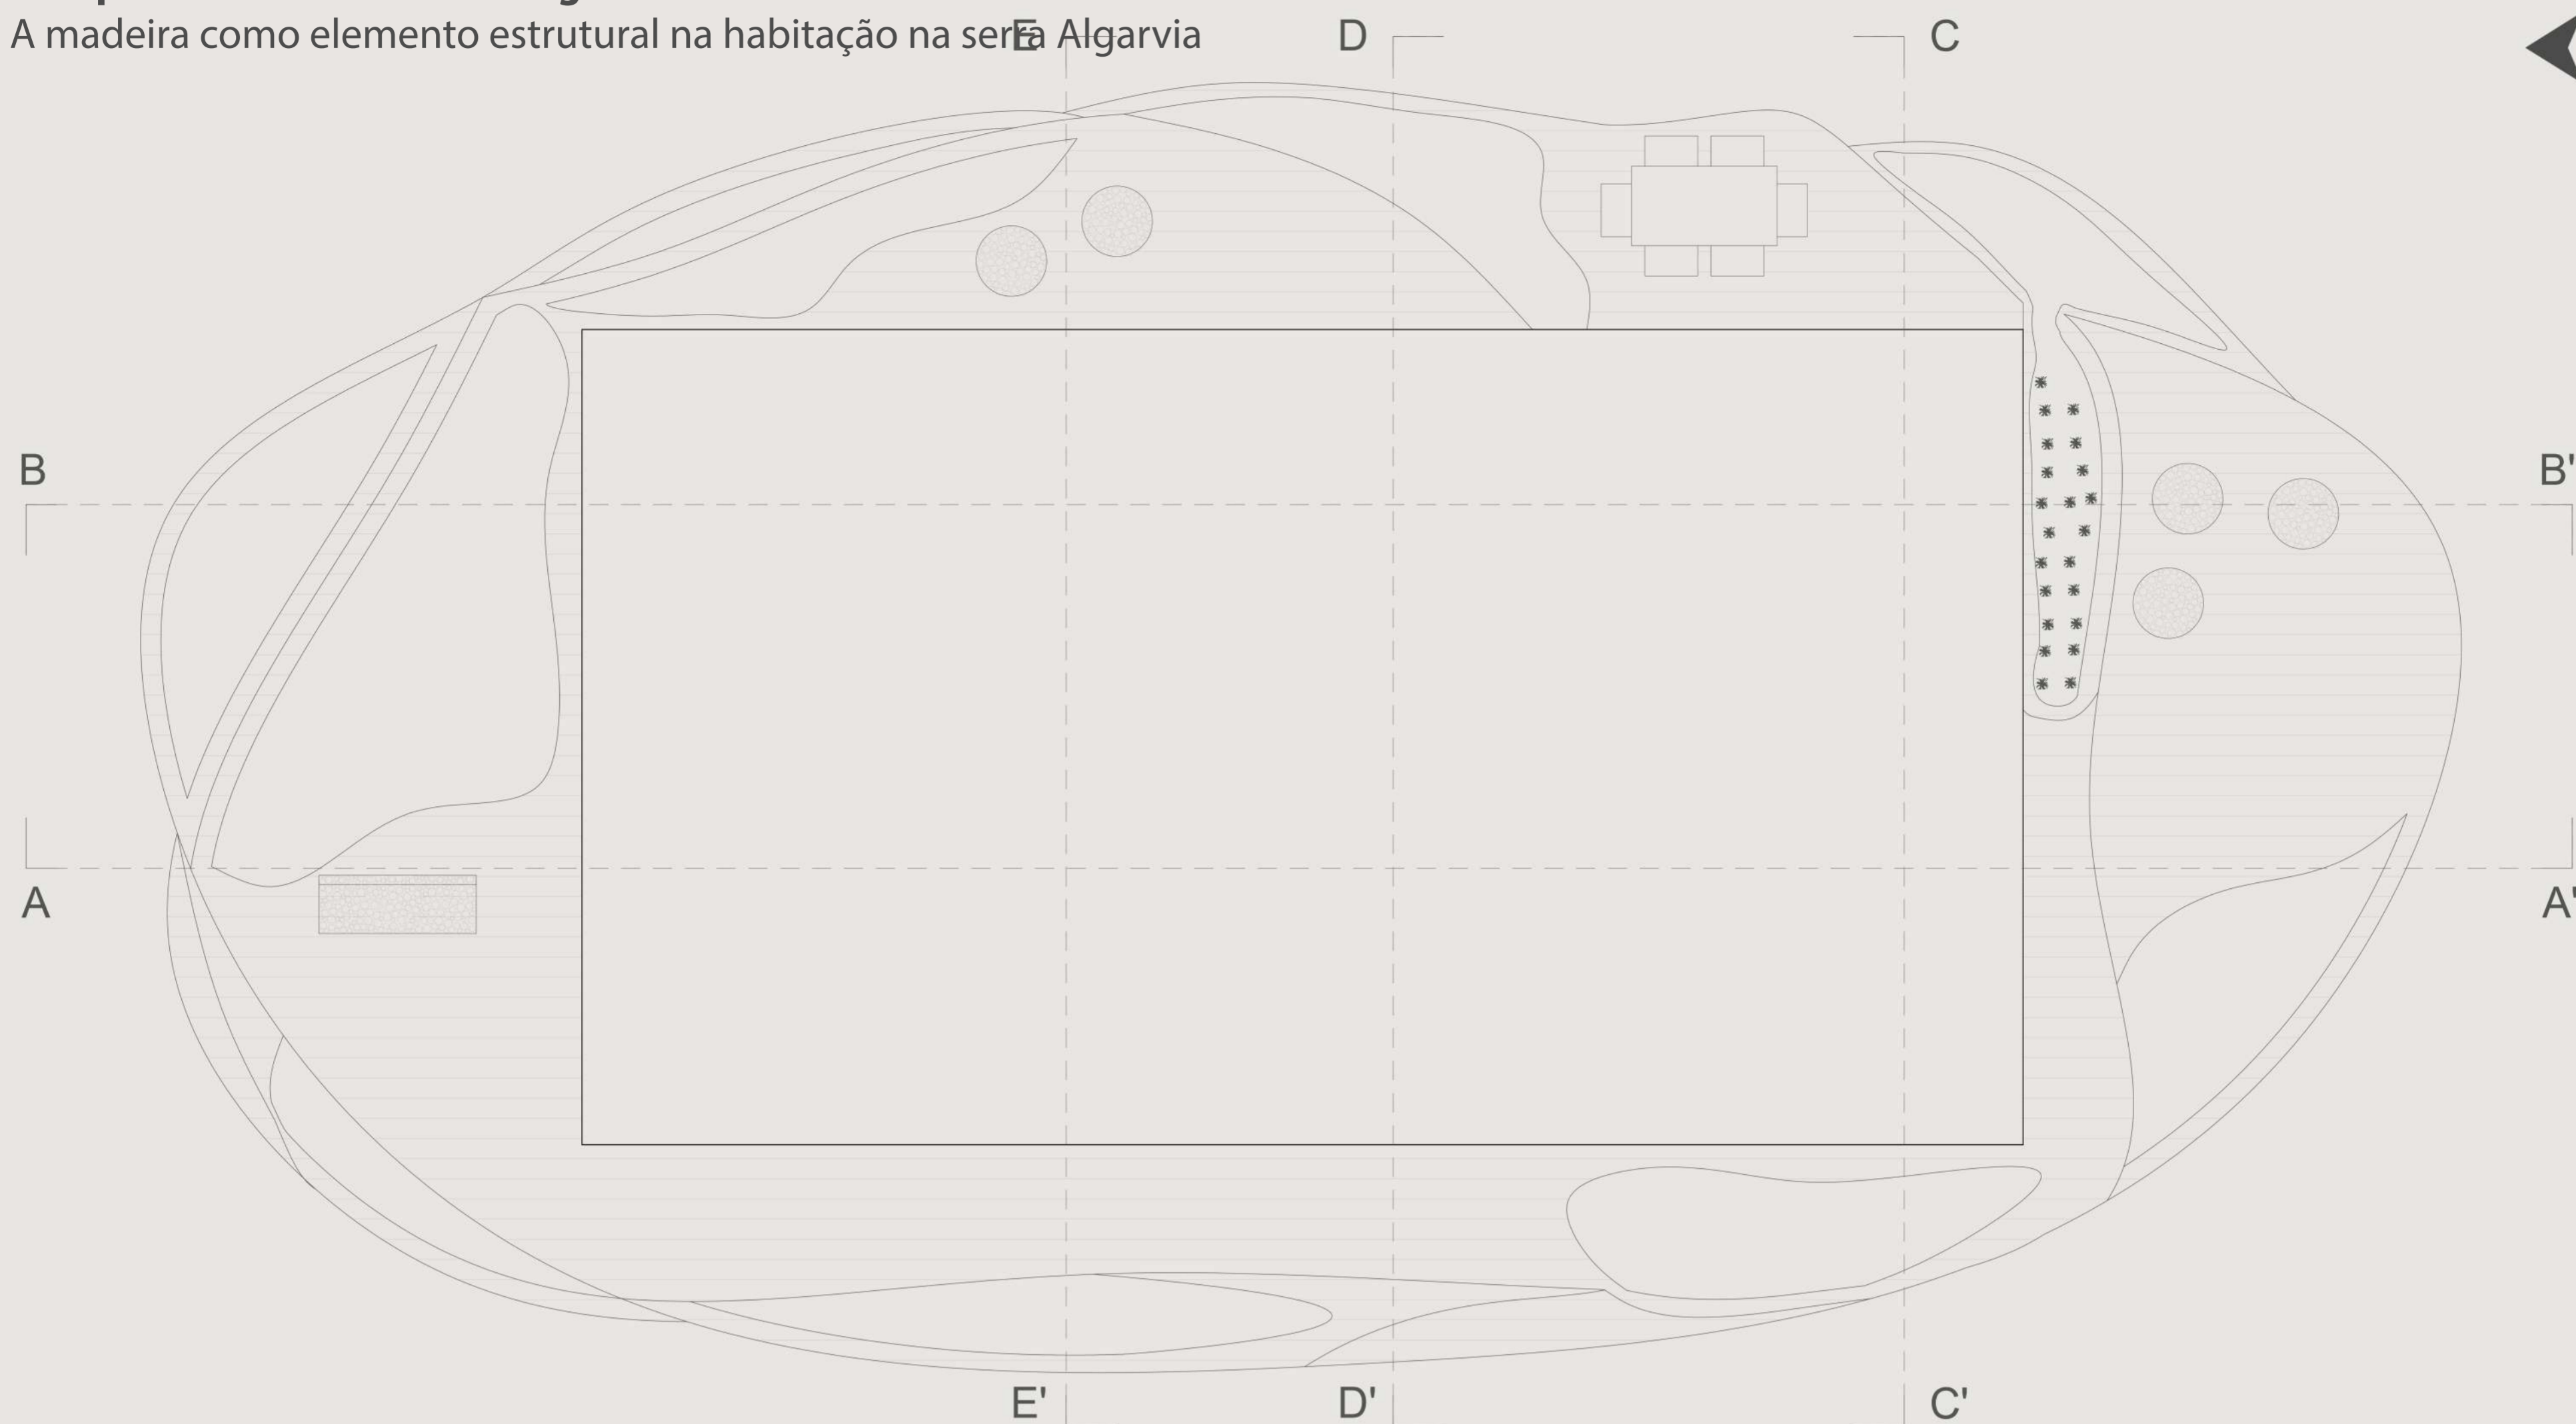 A madeira como elemento estrutural na habitação na serra Algarvia
E D C
B B'
A A'
E' D' C'